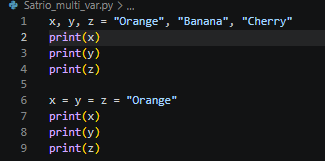 Satrio_multi_var.py > ...
1 x, y, z = "Orange", "Banana", "Cherry"
2 print(x)
3 print(y)
4 print(z)
5
6 x = y = z = "Orange"
7 print(x)
8 print(y)
9 print(z)